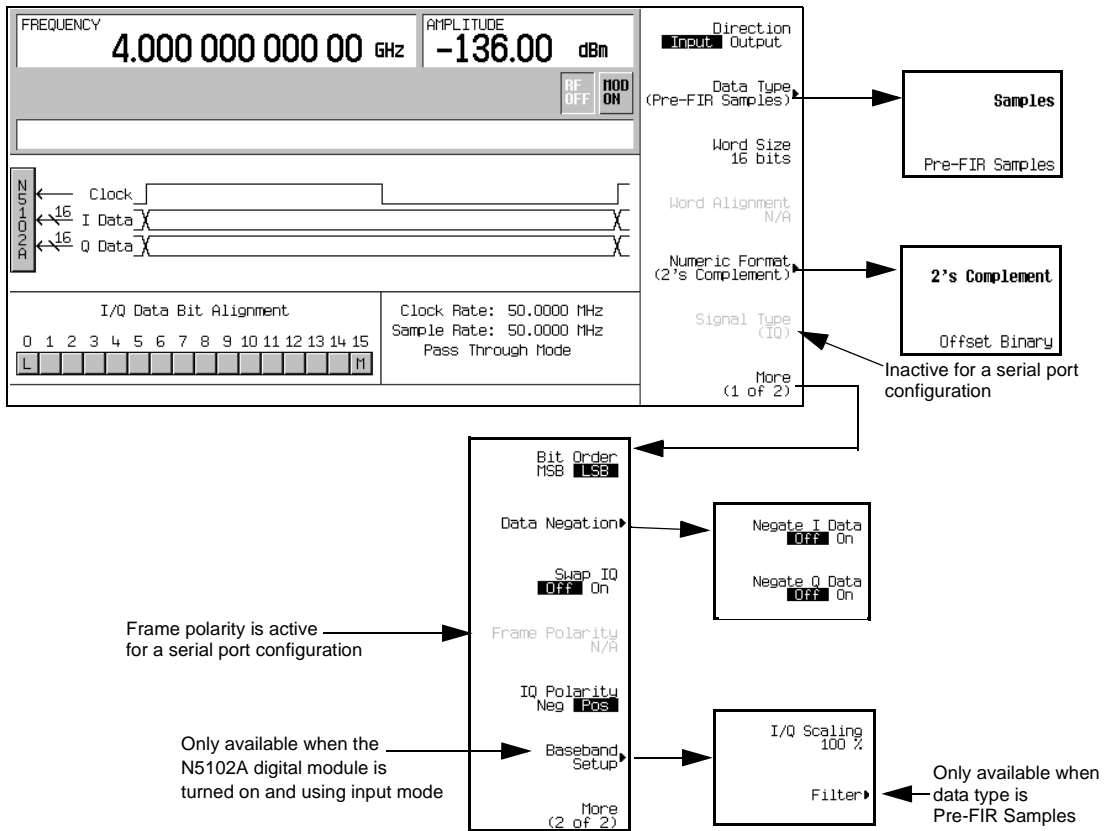 FREQUENCY
4.000 000 000 00 GHz
AMPLITUDE
-136.00 dBm
RF OFF
MOD ON
N5102A
Clock
16 I Data
16 Q Data
I/Q Data Bit Alignment
0 1 2 3 4 5 6 7 8 9 10 11 12 13 14 15
L M
Clock Rate: 50.0000 MHz
Sample Rate: 50.0000 MHz
Pass Through Mode
Direction
Input Output
Data Type
(Pre-FIR Samples)
Word Size
16 bits
Word Alignment
N/A
Numeric Format
(2's Complement)
Signal Type
(IQ)
More
(1 of 2)
Samples
Pre-FIR Samples
2's Complement
Offset Binary
Inactive for a serial port
configuration
Bit Order
MSB LSB
Data Negation
Swap IQ
Off On
Frame Polarity
N/A
IQ Polarity
Neg Pos
Baseband
Setup
More
(2 of 2)
Negate I Data
Off On
Negate Q Data
Off On
Frame polarity is active
for a serial port configuration
Only available when the
N5102A digital module is
turned on and using input mode
I/Q Scaling
100 %
Filter
Only available when
data type is
Pre-FIR Samples